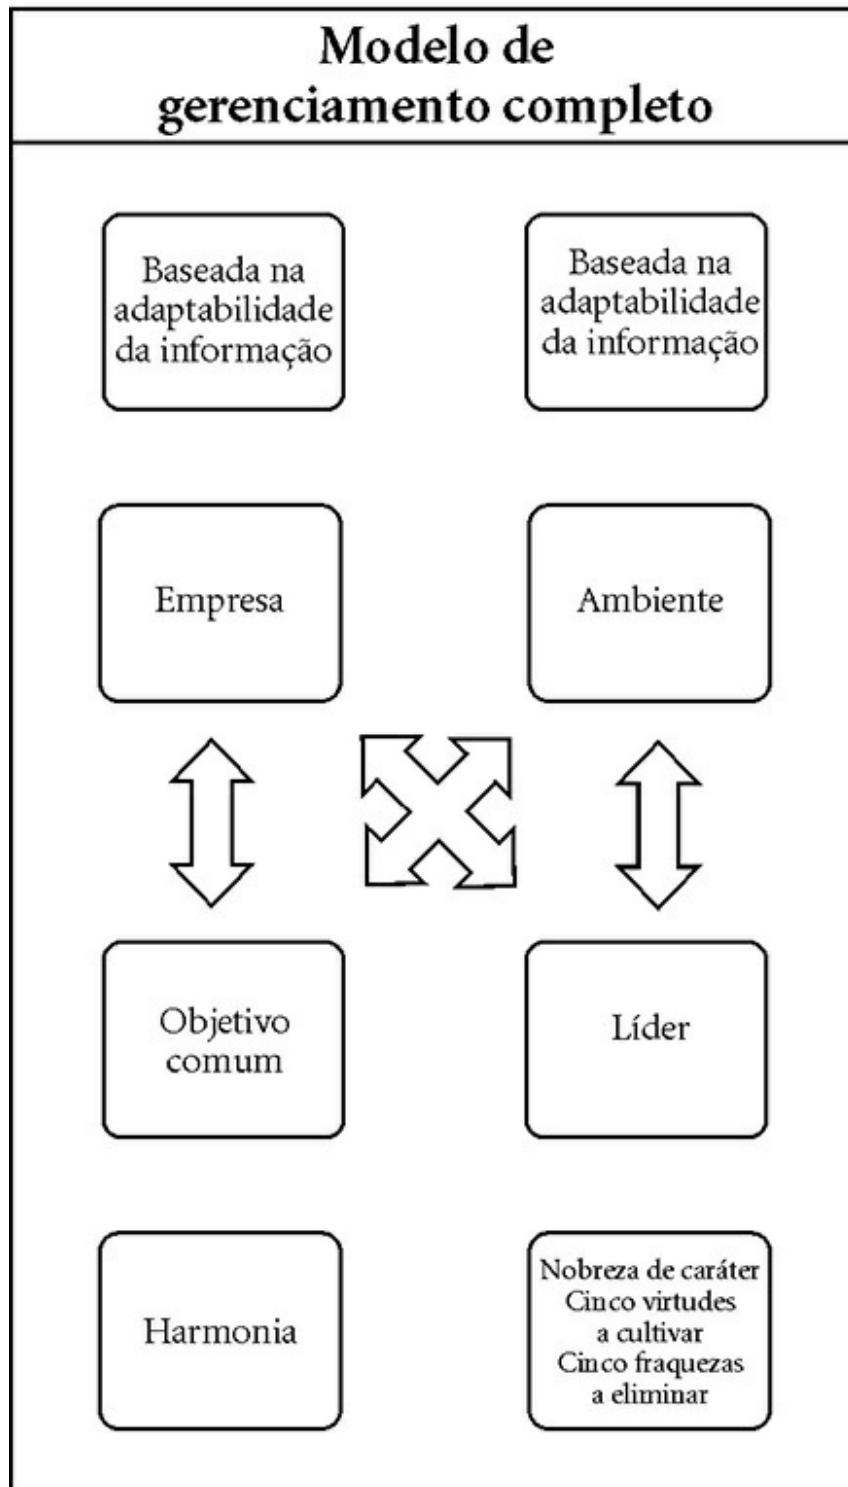 Modelo de
gerenciamento completo
Baseada na
adaptabilidade
da informação
Baseada na
adaptabilidade
da informação
Empresa
Ambiente
Objetivo
comum
Líder
Harmonia
Nobreza de caráter
Cinco virtudes
a cultivar
Cinco fraquezas
a eliminar